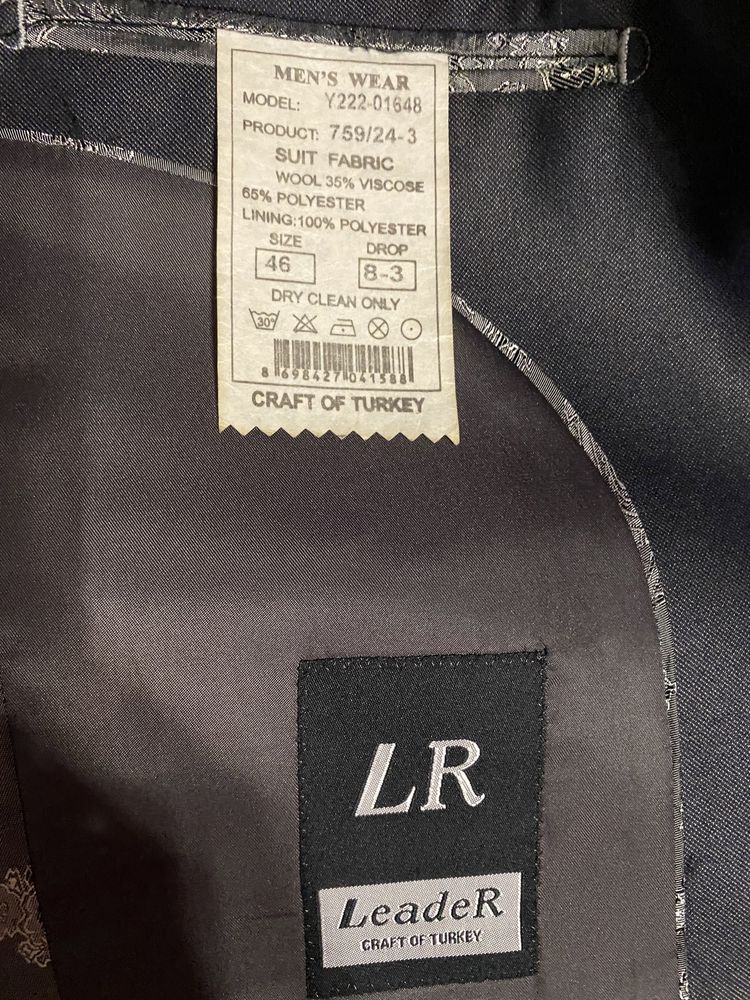 MEN'S WEAR
MODEL: Y222-01648
PRODUCT: 759/24-3
SUIT FABRIC
WOOL 35% VISCOSE
65% POLYESTER
LINING:100% POLYESTER
SIZE DROP
46 8-3
DRY CLEAN ONLY
30°
8 698427 041588
CRAFT OF TURKEY
LR
LeadeR
CRAFT OF TURKEY